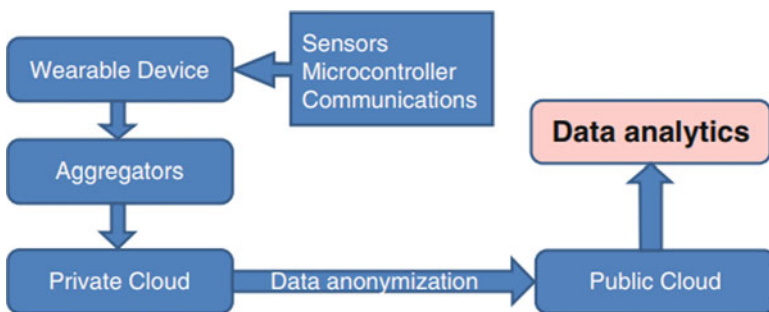 Wearable Device
Sensors
Microcontroller
Communications
Data analytics
Aggregators
Private Cloud
Data anonymization
Public Cloud